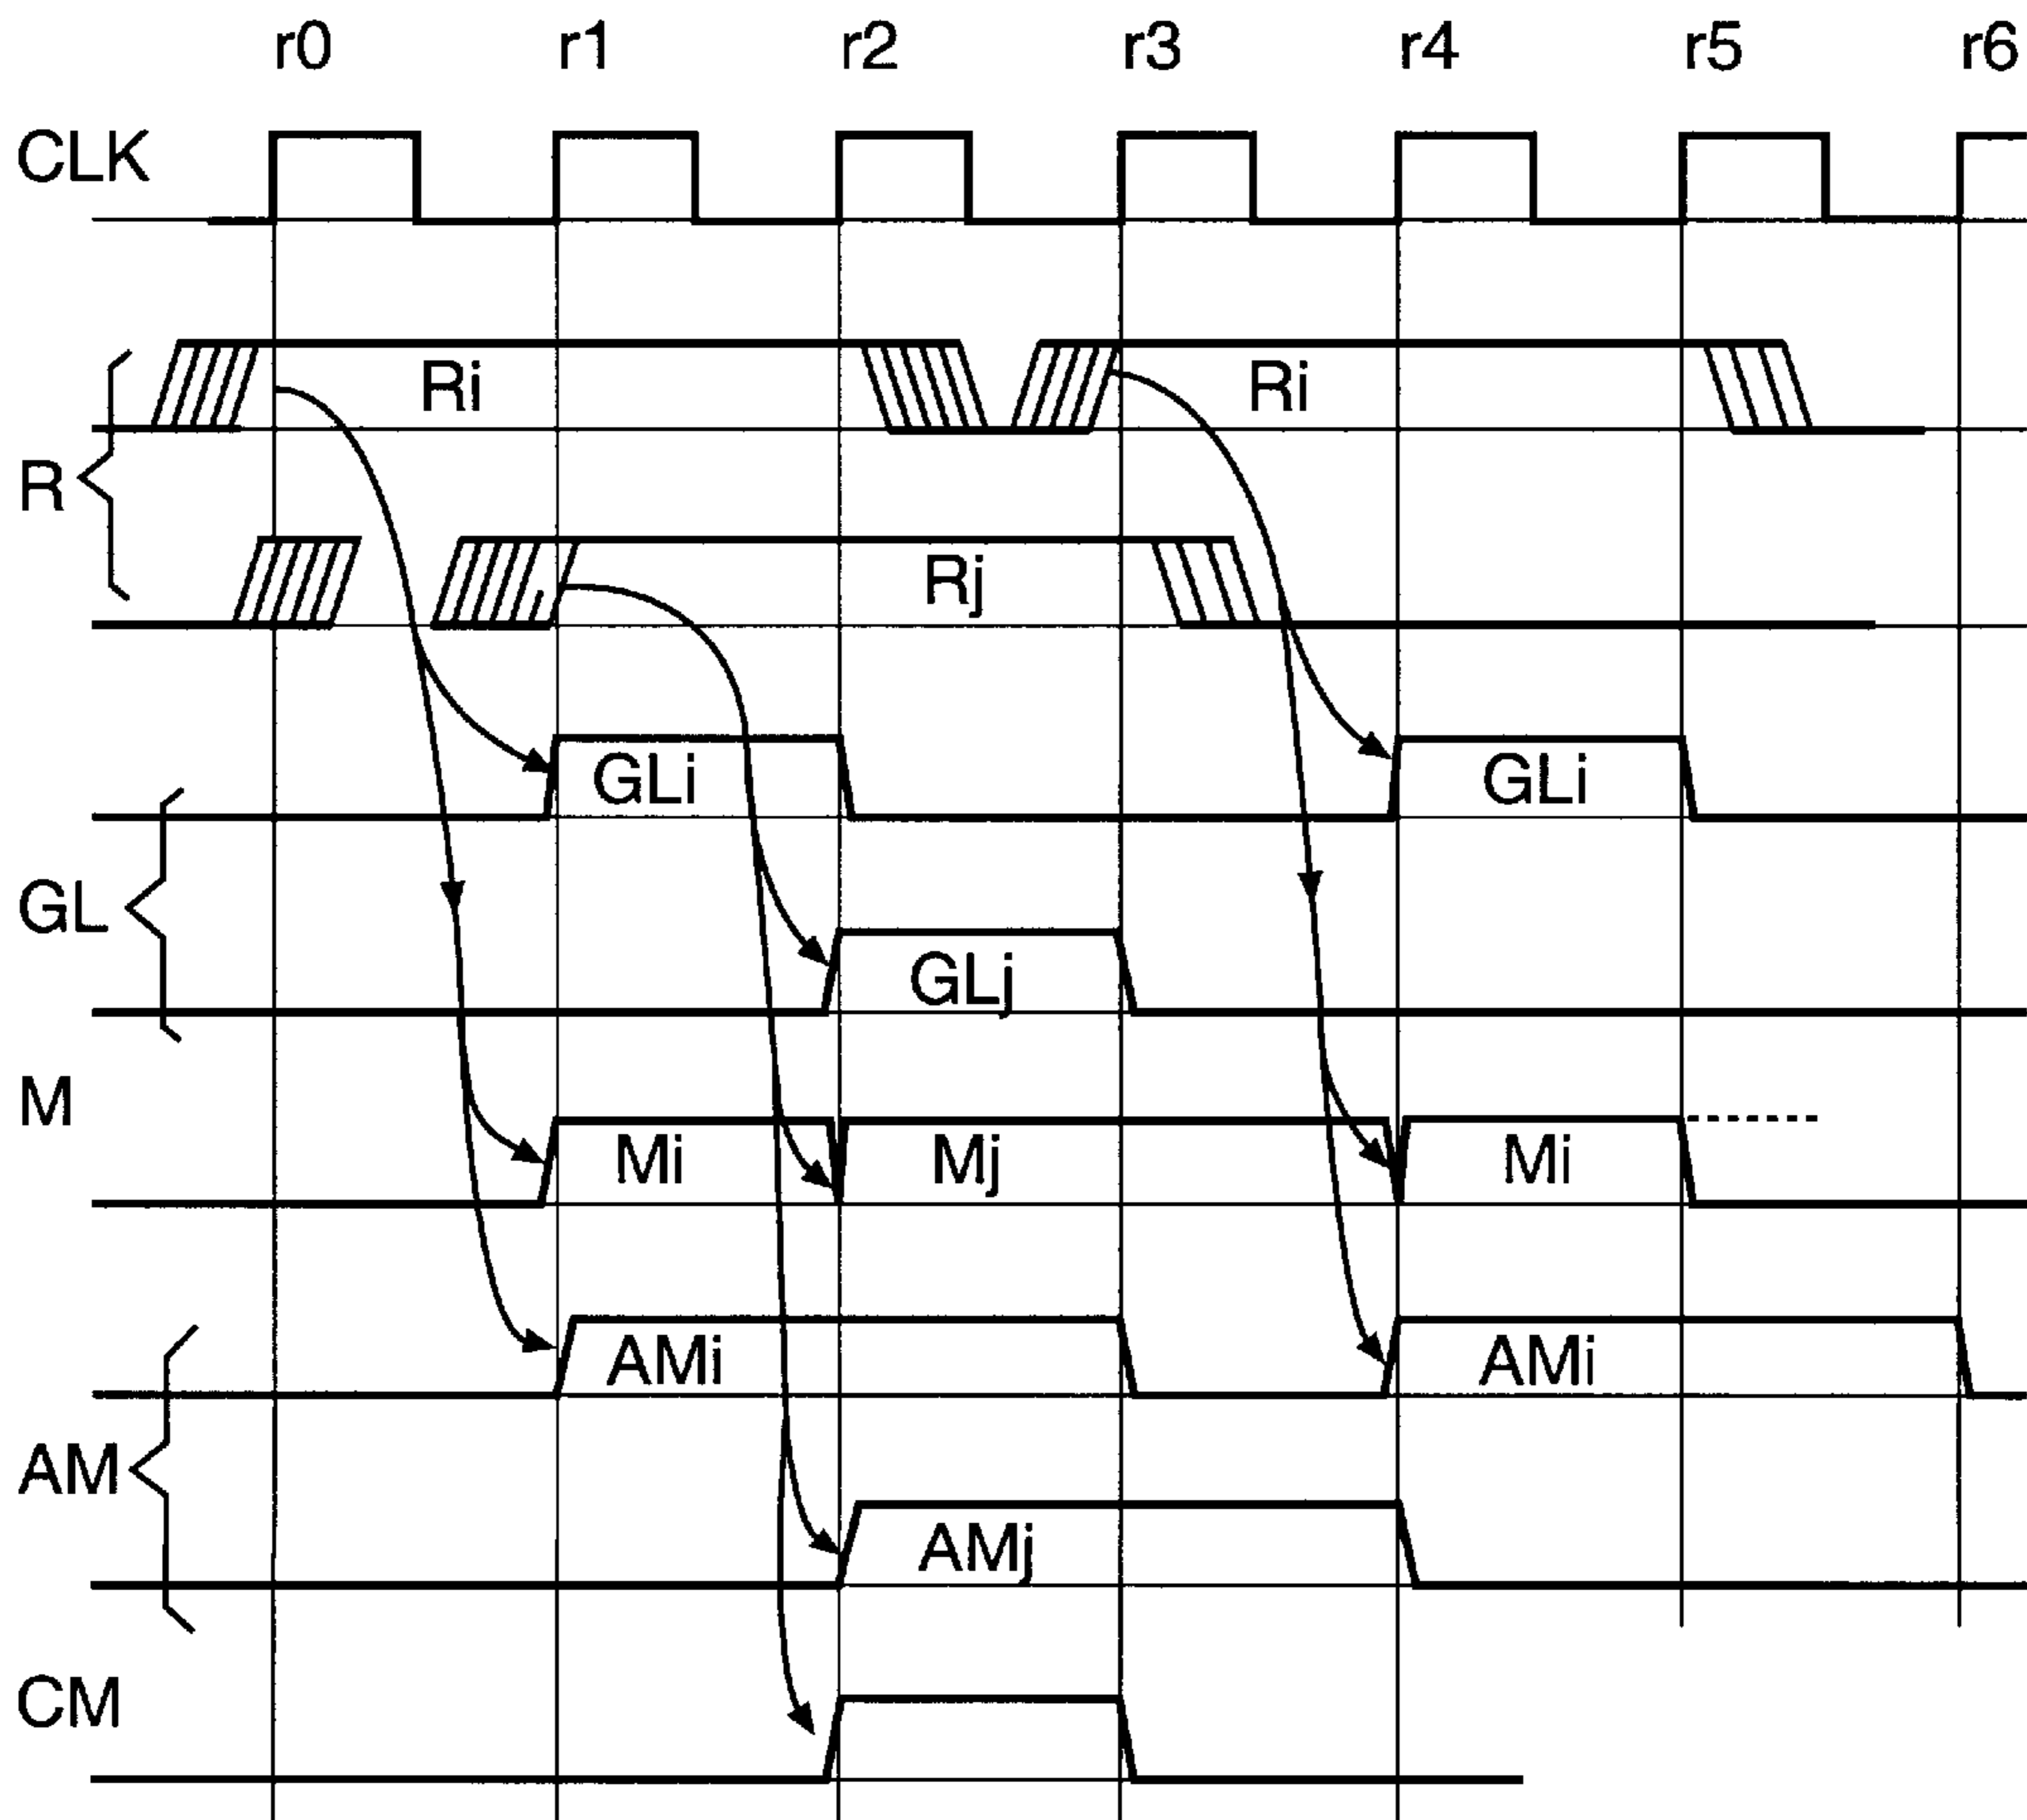 r0 r1 r2 r3 r4 r5 r6
CLK
Ri Ri
R
Rj
GLi GLi
GL
GLj
M
Mi Mj Mi
AMi AMi
AM
AMj
CM